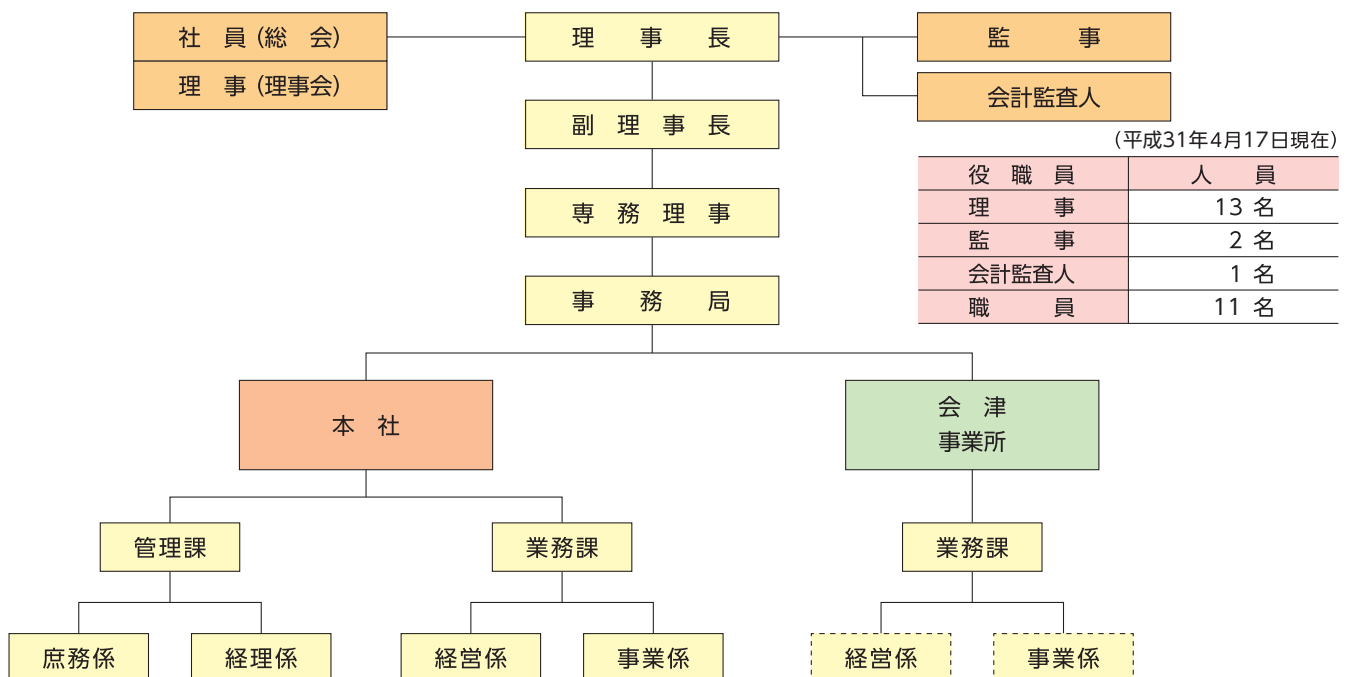 社　員（総　会）
理　事（理事会）
理　事　長
監　事
会計監査人
副　理　事　長
（平成31年4月17日現在）
役　職　員　人　員
理　事　13 名
監　事　2 名
会計監査人　1 名
職　員　11 名
専　務　理　事
事　務　局
本　社
会　津
事業所
管理課
業務課
業務課
庶務係
経理係
経営係
事業係
経営係
事業係